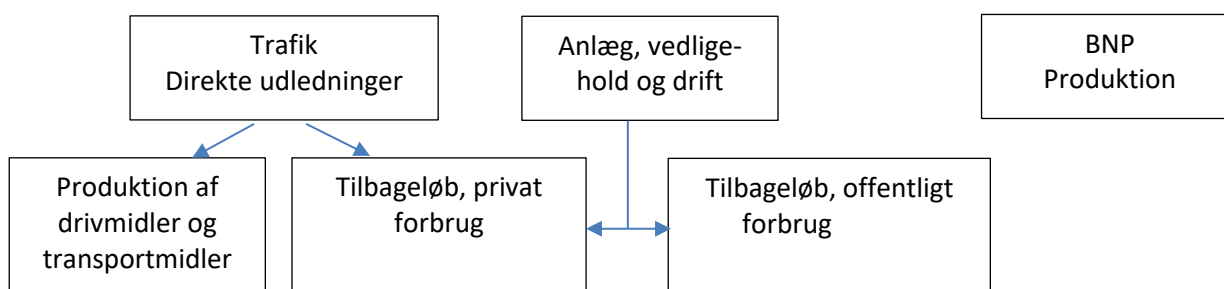 Trafik
Direkte udledninger
Anlæg, vedlige-
hold og drift
BNP
Produktion
Produktion af
drivmidler og
transportmidler
Tilbageløb, privat
forbrug
Tilbageløb, offentligt
forbrug